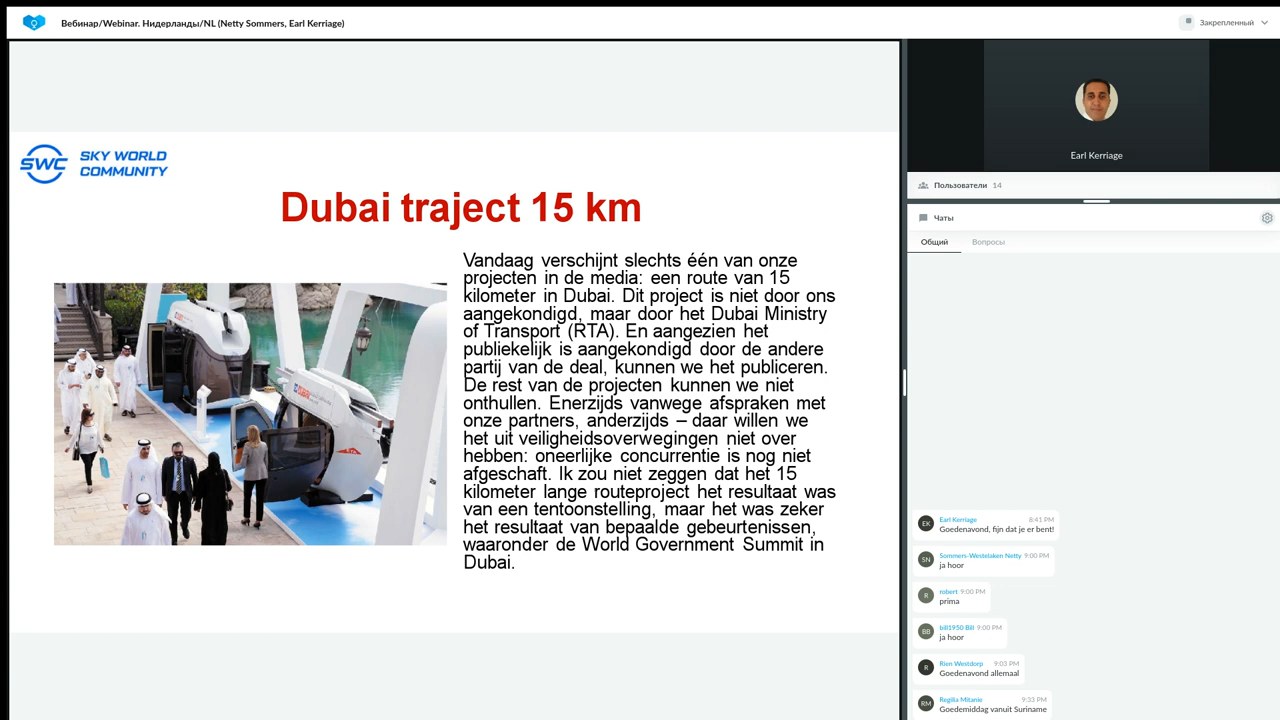 Вебинар/Webinar. Нидерланды/NL (Netty Sommers, Earl Kerriage)
Закрепленный
SWC SKY WORLD
COMMUNITY
Dubai traject 15 km
Vandaag verschijnt slechts één van onze
projecten in de media: een route van 15
kilometer in Dubai. Dit project is niet door ons
aangekondigd, maar door het Dubai Ministry
of Transport (RTA). En aangezien het
publiekelijk is aangekondigd door de andere
partij van de deal, kunnen we het publiceren.
De rest van de projecten kunnen we niet
onthullen. Enerzijds vanwege afspraken met
onze partners, anderzijds – daar willen we
het uit veiligheidsoverwegingen niet over
hebben: oneerlijke concurrentie is nog niet
afgeschaft. Ik zou niet zeggen dat het 15
kilometer lange routeproject het resultaat was
van een tentoonstelling, maar het was zeker
het resultaat van bepaalde gebeurtenissen,
waaronder de World Government Summit in
Dubai.
Earl Kerriage
Пользователи 14
Чаты
Общий Вопросы
EK Earl Kerriage 8:41 PM
Goedenavond, fijn dat je er bent!
SN Sommers-Westelaken Netty 9:00 PM
ja hoor
R robert 9:00 PM
prima
BB bill1950 Bill 9:00 PM
ja hoor
R Rien Westdorp 9:03 PM
Goedenavond allemaal
RM Regilia Mitanie 9:33 PM
Goedemiddag vanuit Suriname